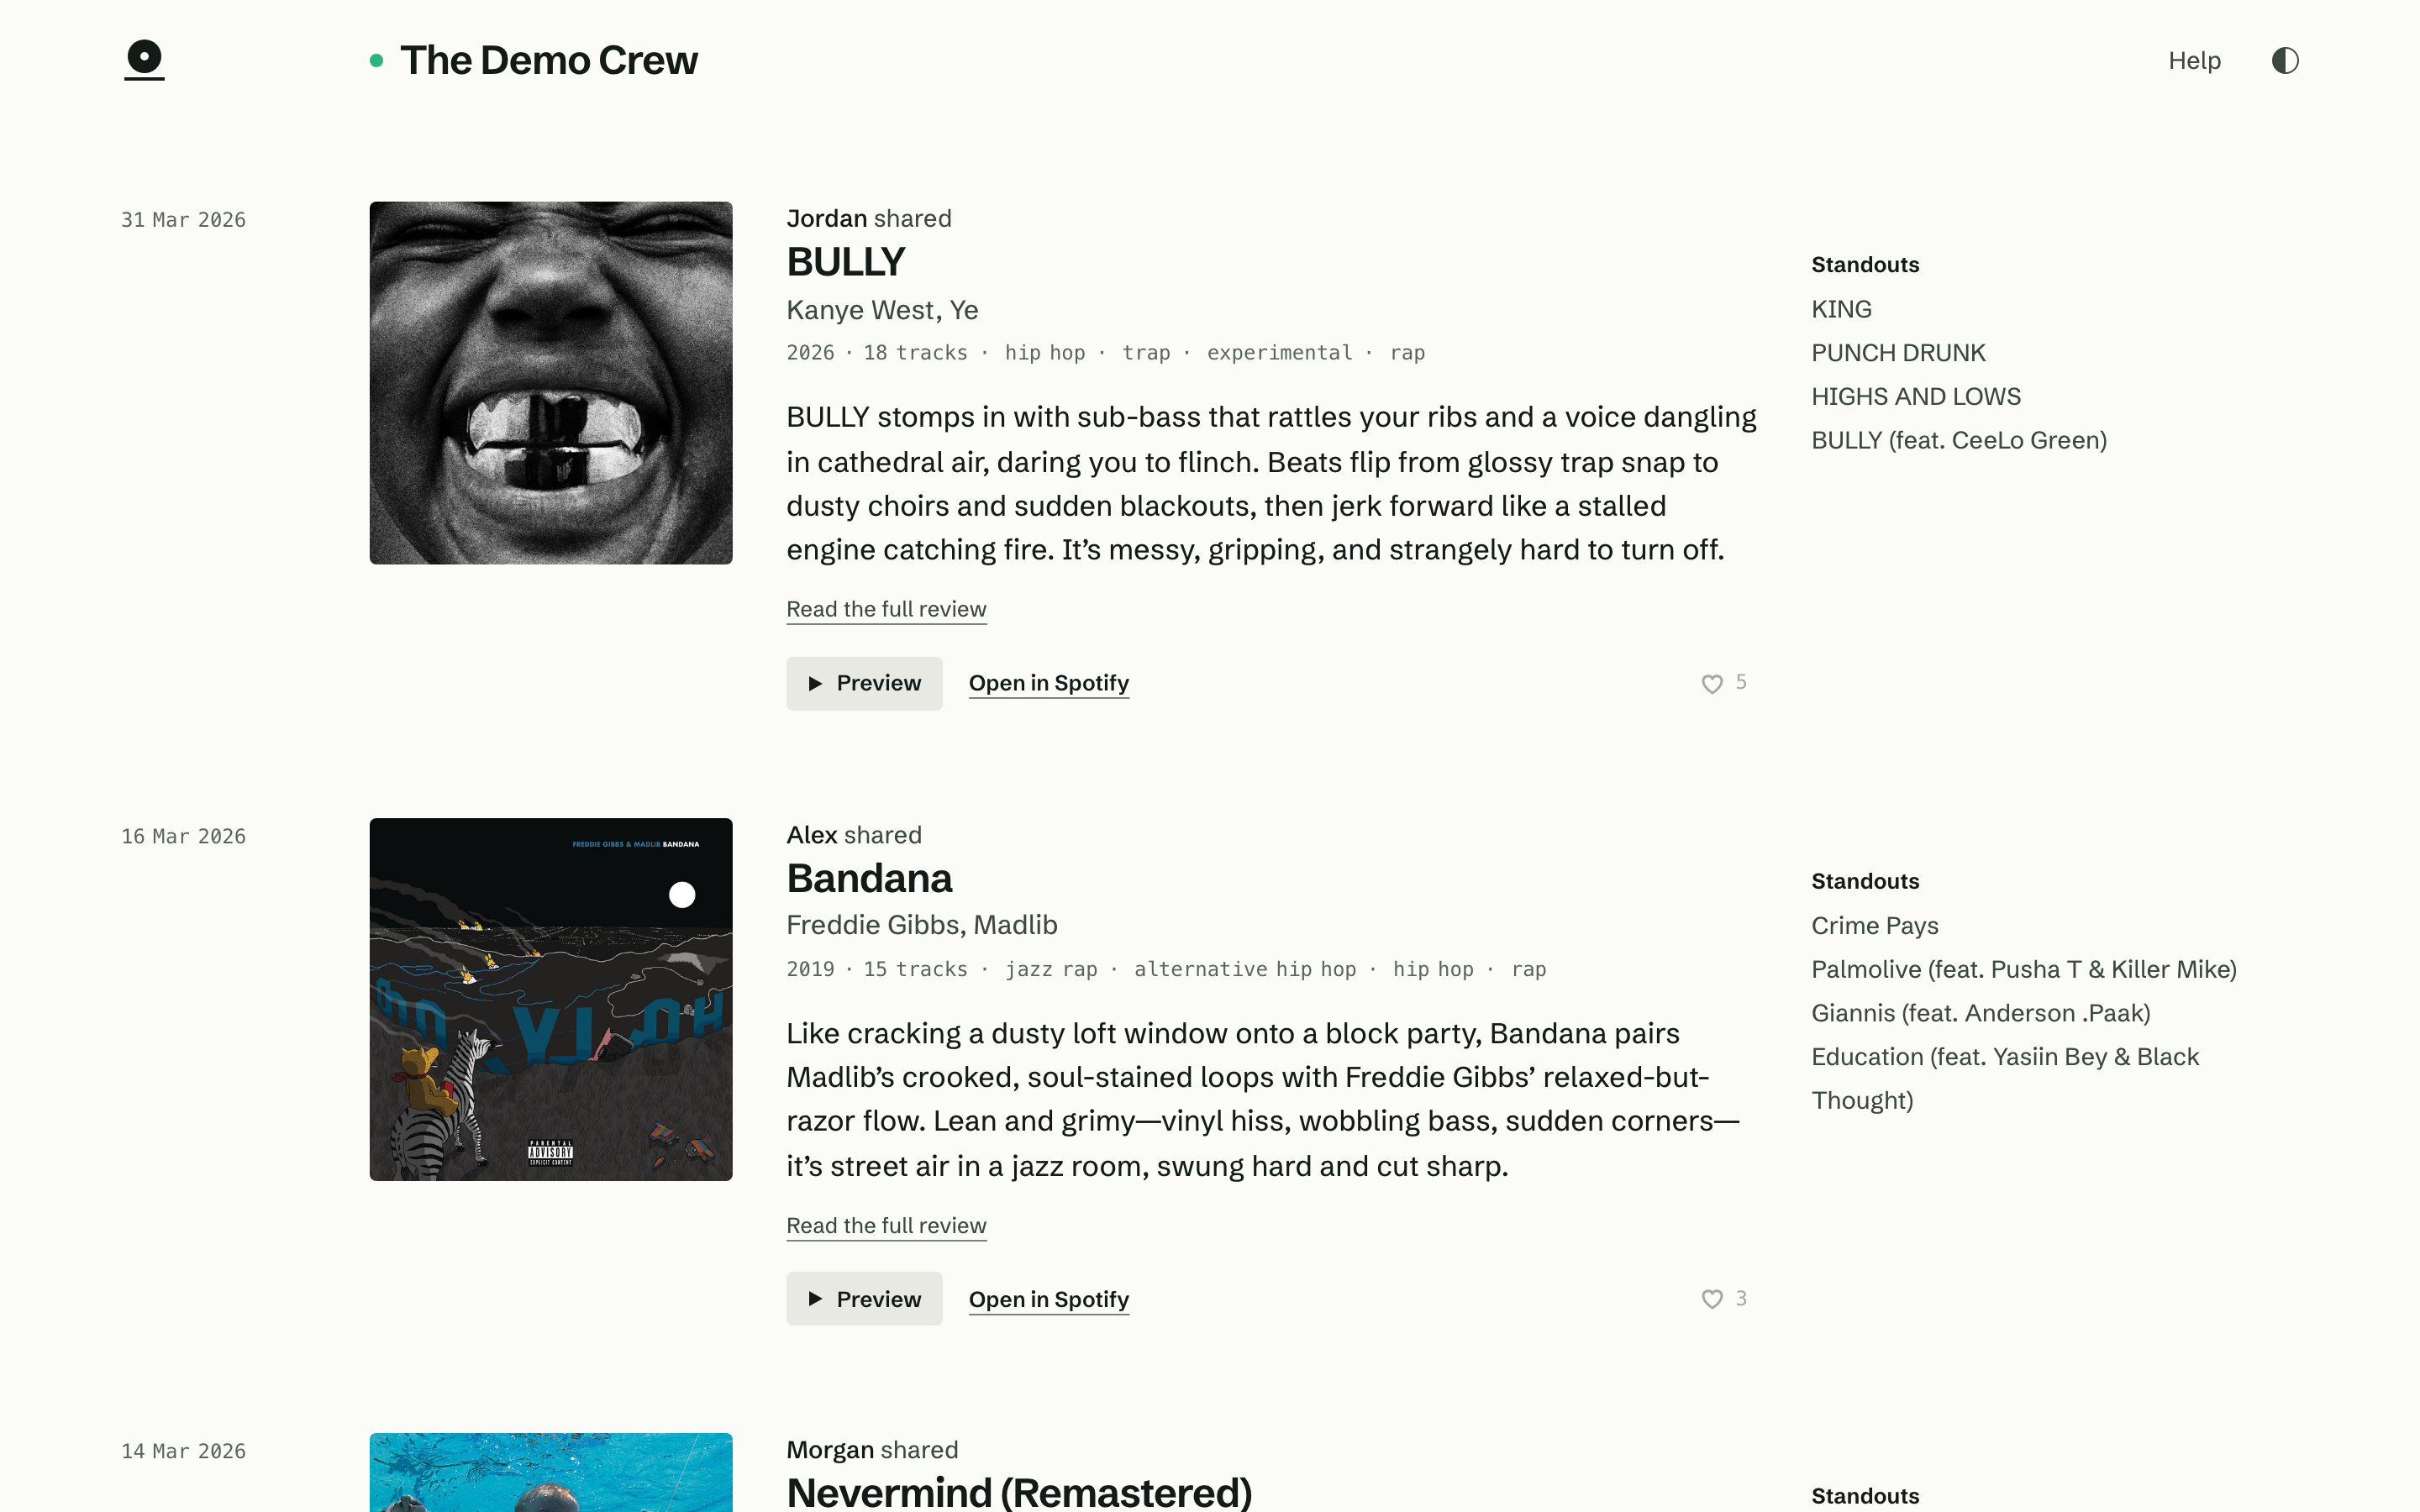 The Demo Crew
Help
31 Mar 2026
Jordan shared
BULLY
Kanye West, Ye
2026 · 18 tracks · hip hop · trap · experimental · rap
BULLY stomps in with sub-bass that rattles your ribs and a voice dangling
in cathedral air, daring you to flinch. Beats flip from glossy trap snap to
dusty choirs and sudden blackouts, then jerk forward like a stalled
engine catching fire. It’s messy, gripping, and strangely hard to turn off.
Read the full review
Preview
Open in Spotify
5
Standouts
KING
PUNCH DRUNK
HIGHS AND LOWS
BULLY (feat. CeeLo Green)
16 Mar 2026
FREDDIE GIBBS & MADLIB BANDANA
PARENTAL
ADVISORY
EXPLICIT CONTENT
Alex shared
Bandana
Freddie Gibbs, Madlib
2019 · 15 tracks · jazz rap · alternative hip hop · hip hop · rap
Like cracking a dusty loft window onto a block party, Bandana pairs
Madlib’s crooked, soul-stained loops with Freddie Gibbs’ relaxed-but-
razor flow. Lean and grimy—vinyl hiss, wobbling bass, sudden corners—
it’s street air in a jazz room, swung hard and cut sharp.
Read the full review
Preview
Open in Spotify
3
Standouts
Crime Pays
Palmolive (feat. Pusha T & Killer Mike)
Giannis (feat. Anderson .Paak)
Education (feat. Yasiin Bey & Black
Thought)
14 Mar 2026
Morgan shared
Nevermind (Remastered)
Standouts